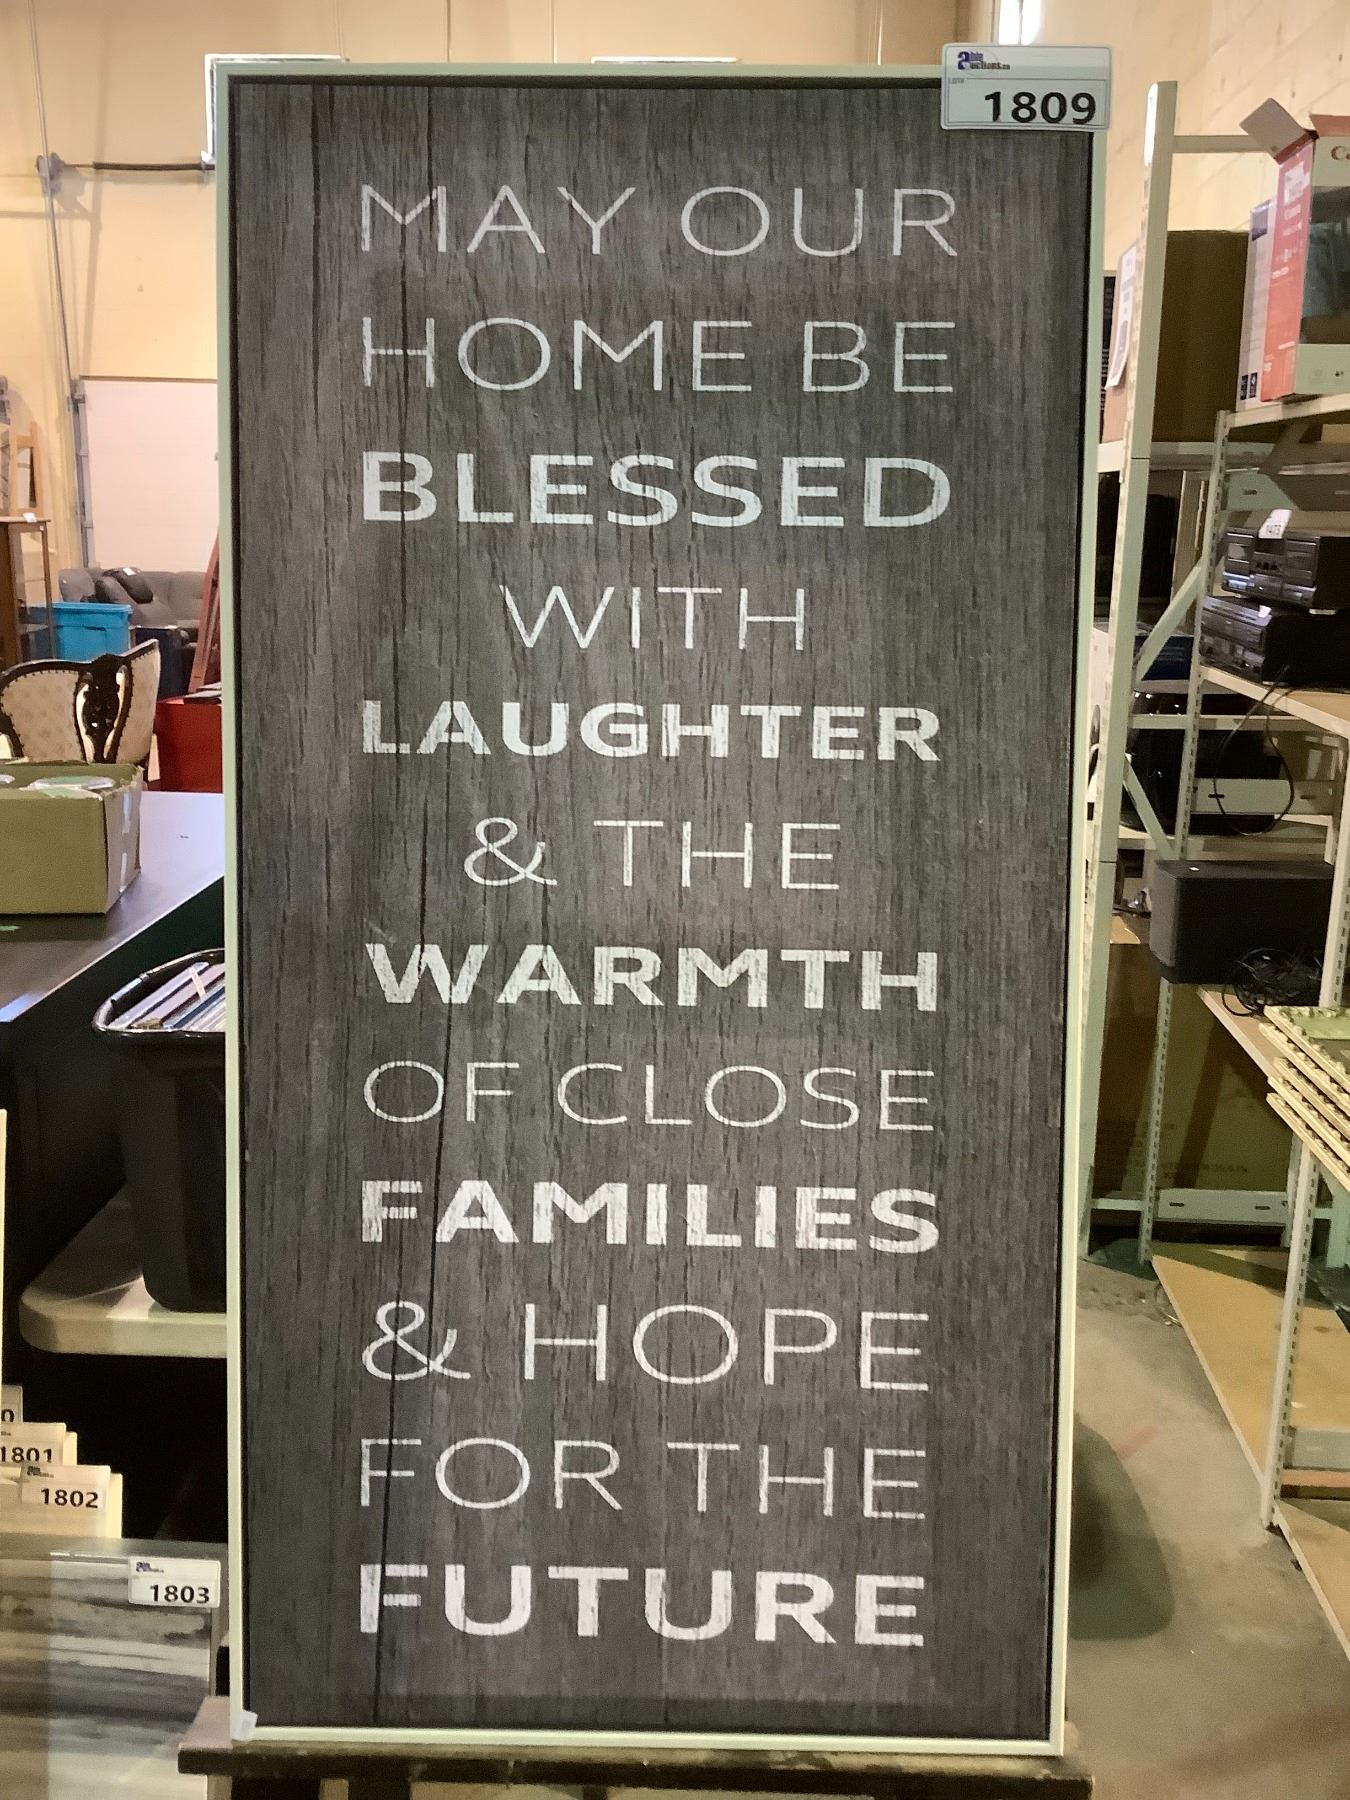 1809
MAY OUR
HOME BE
BLESSED
WITH
LAUGHTER
& THE
WARMTH
OF CLOSE
FAMILIES
& HOPE
FOR THE
FUTURE
1801
1802
1803